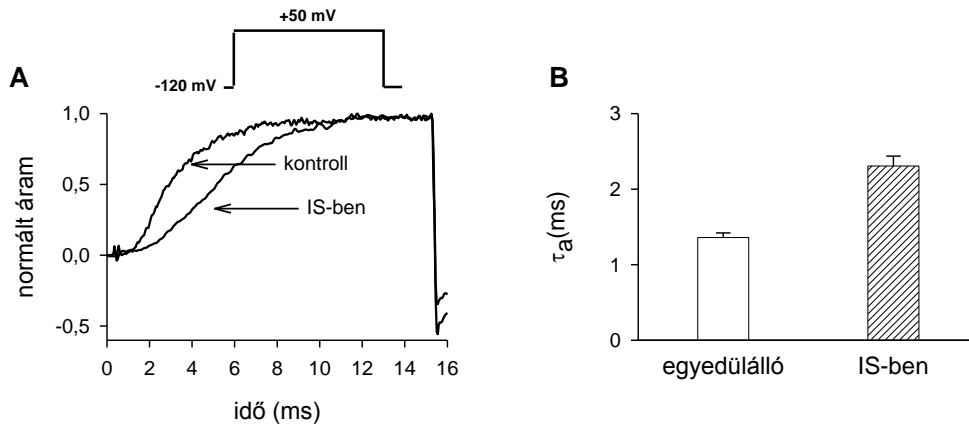 +50 mV
-120 mV
A
1,0
0,5
0,0
-0,5
normált áram
kontroll
IS-ben
0 2 4 6 8 10 12 14 16
idő (ms)
B
3
2
1
0
τa(ms)
egyedülálló IS-ben